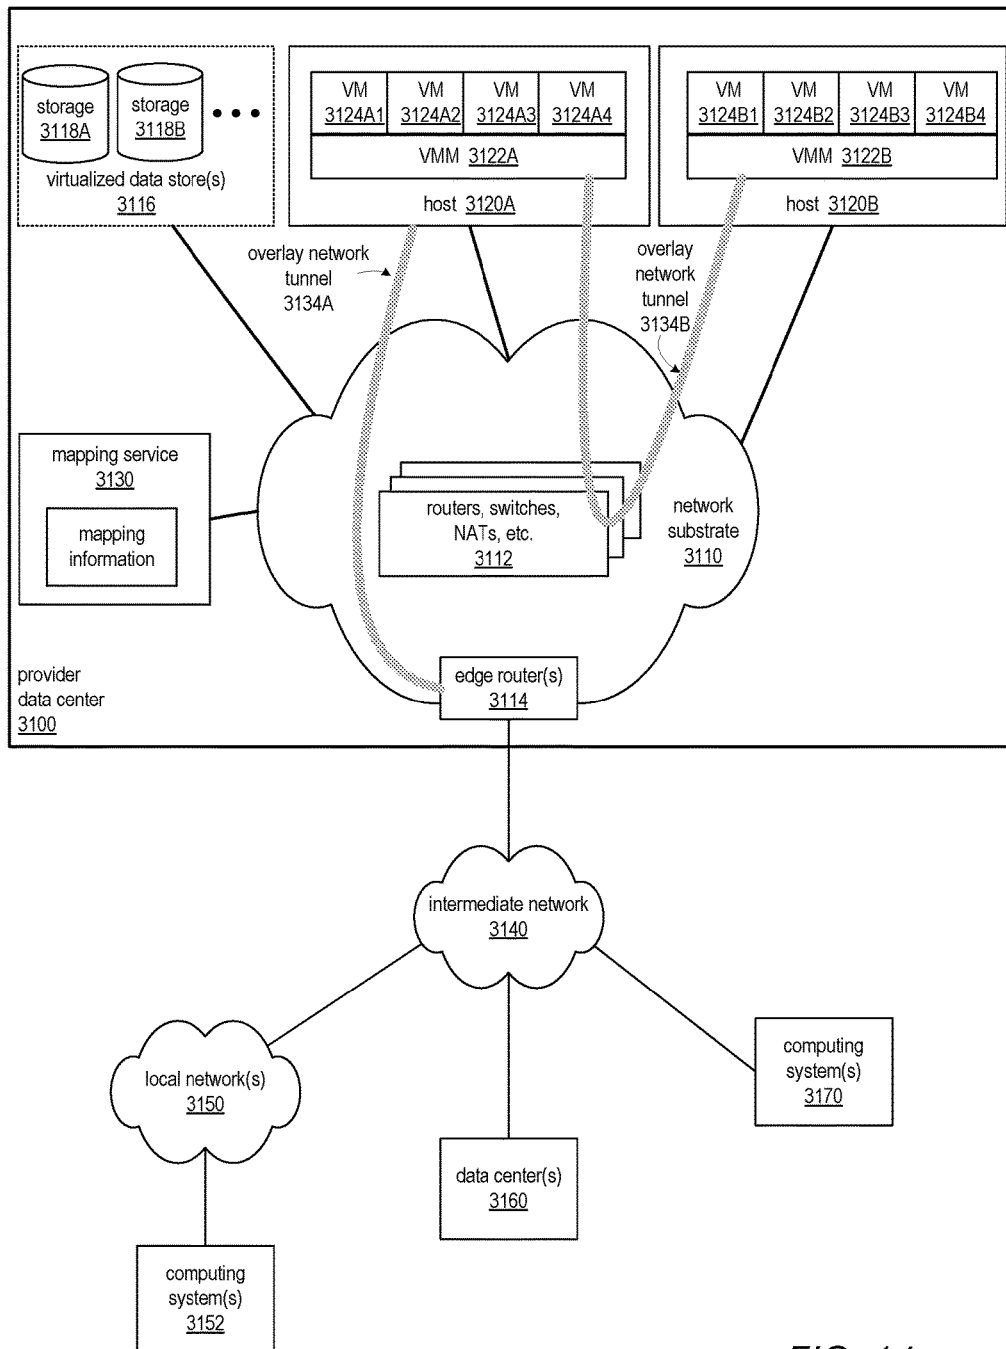 storage
3118A
storage
3118B
virtualized data store(s)
3116
VM
3124A1
VM
3124A2
VM
3124A3
VM
3124A4
VMM 3122A
host 3120A
VM
3124B1
VM
3124B2
VM
3124B3
VM
3124B4
VMM 3122B
host 3120B
overlay network
tunnel
3134A
overlay
network
tunnel
3134B
mapping service
3130
mapping
information
routers, switches,
NATs, etc.
3112
network
substrate
3110
provider
data center
3100
edge router(s)
3114
intermediate network
3140
local network(s)
3150
computing
system(s)
3170
data center(s)
3160
computing
system(s)
3152